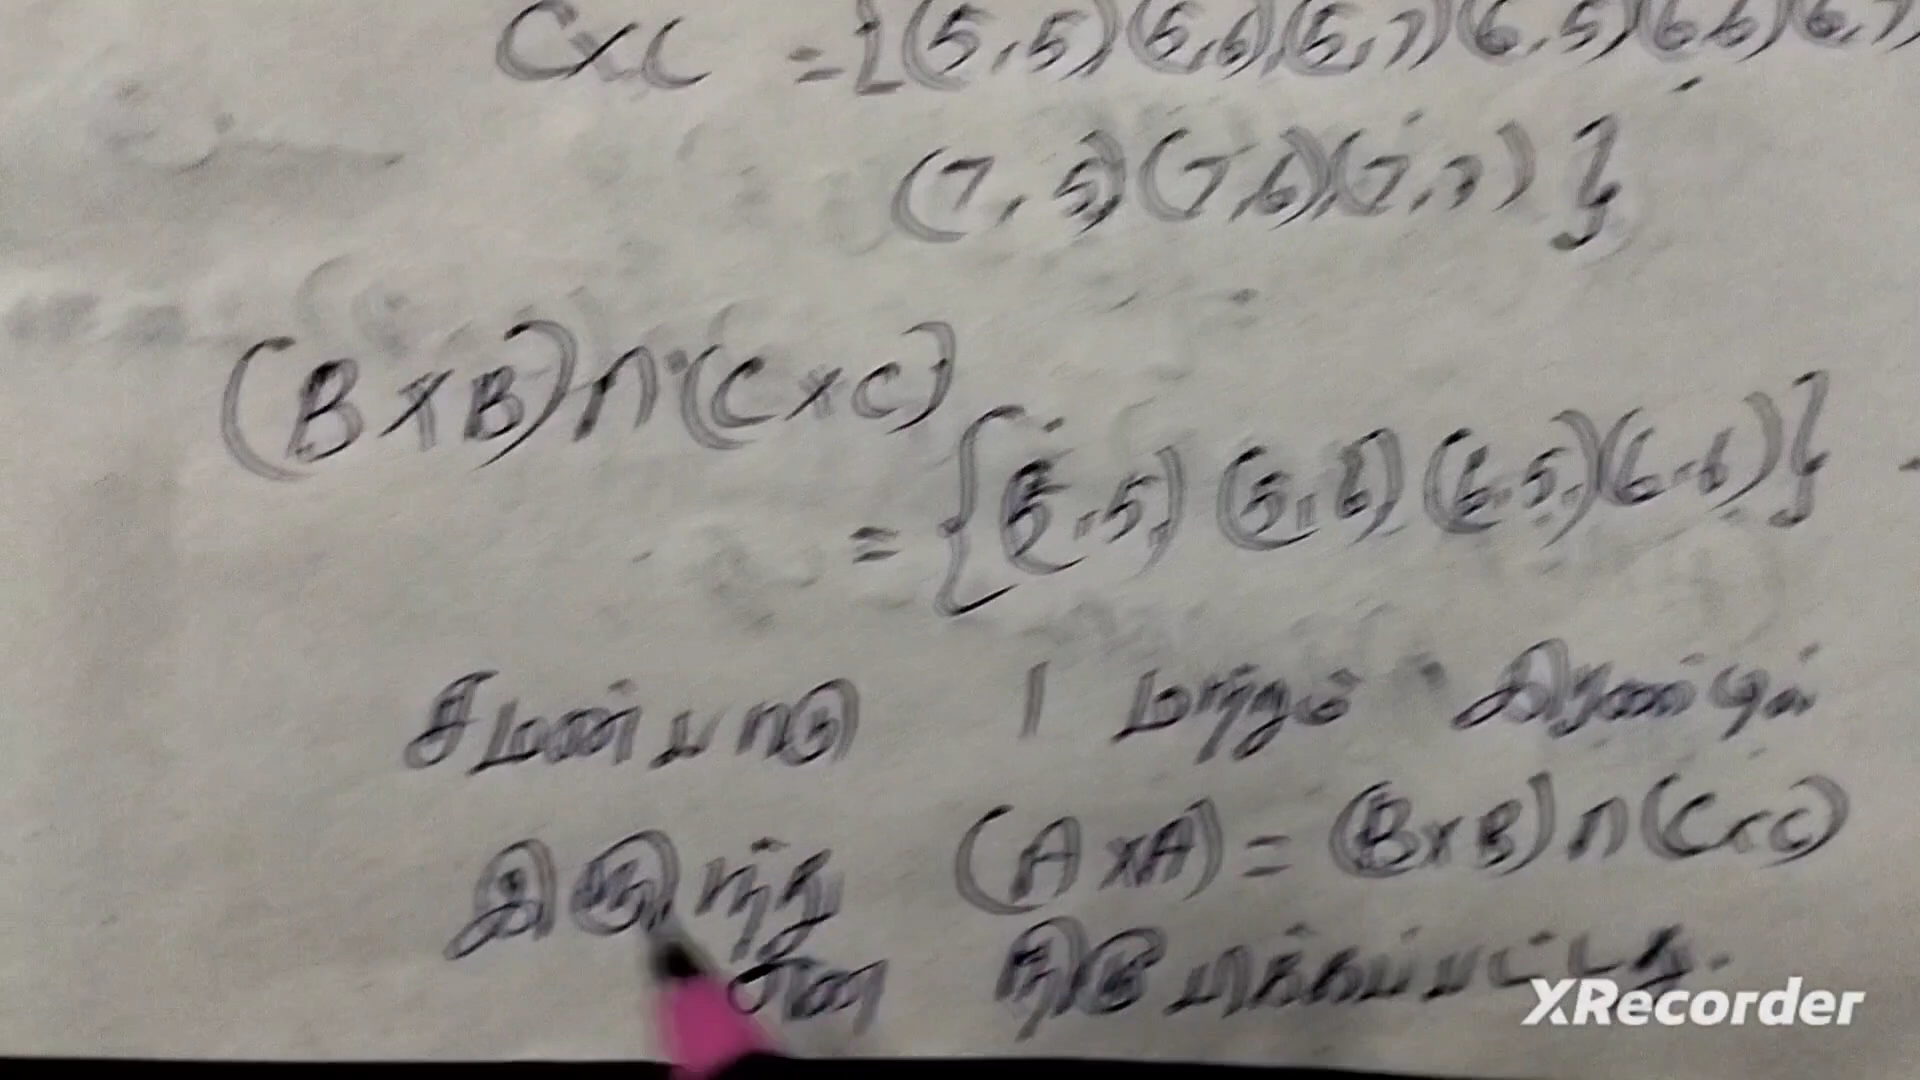 C×C = {(5,5)(5,6),(5,7)(6,5)(6,6)(6,7)
(7,5),(7,6),(7,7)}
(B×B)∩(C×C)
= {(5,5),(5,6),(6,5),(6,6)}
சமன்பாடு 1 மற்றும் இரண்டில்
இருந்து (A×A) = (B×B)∩(C×C)
என நிரூபிக்கப்பட்டது.
XRecorder